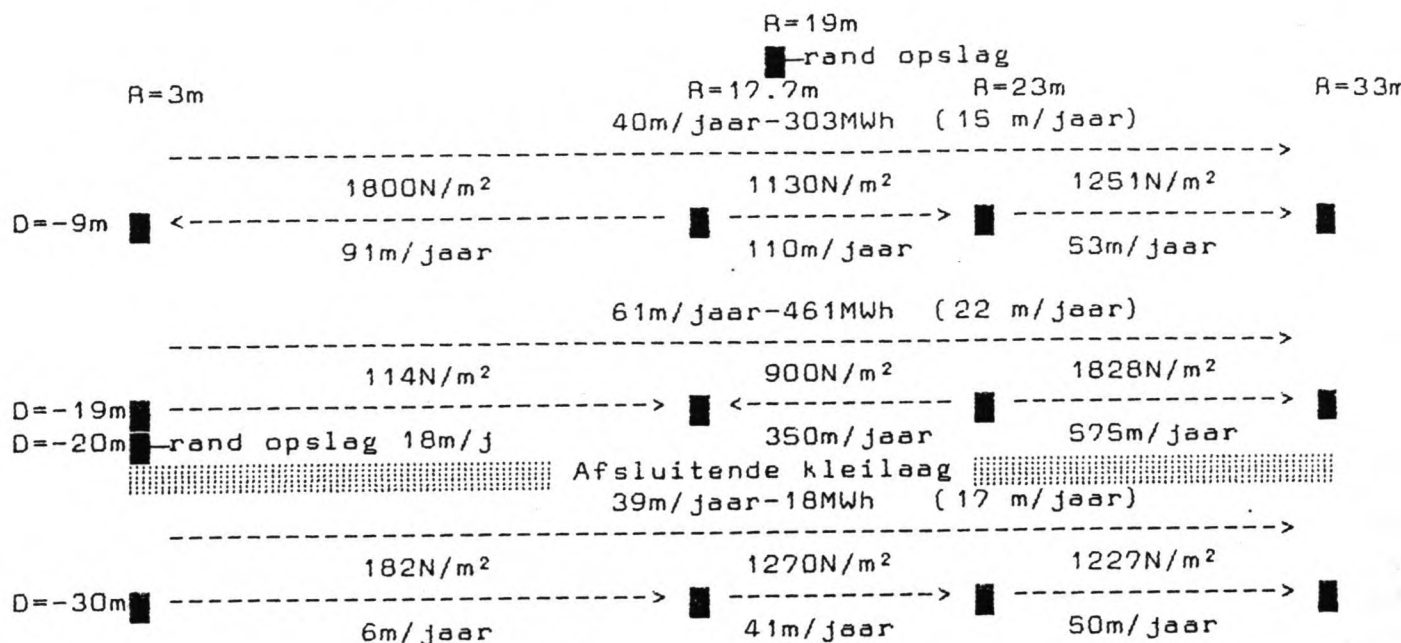 R=19m
rand opslag
R=3m R=17.7m R=23m R=33m
40m/jaar-303MWh (15 m/jaar)
1800N/m² 1130N/m² 1251N/m²
D=-9m
91m/jaar 110m/jaar 53m/jaar
61m/jaar-461MWh (22 m/jaar)
114N/m² 900N/m² 1828N/m²
D=-19m
D=-20m rand opslag 18m/j 350m/jaar 575m/jaar
Afsluitende kleilaag
39m/jaar-18MWh (17 m/jaar)
182N/m² 1270N/m² 1227N/m²
D=-30m
6m/jaar 41m/jaar 50m/jaar